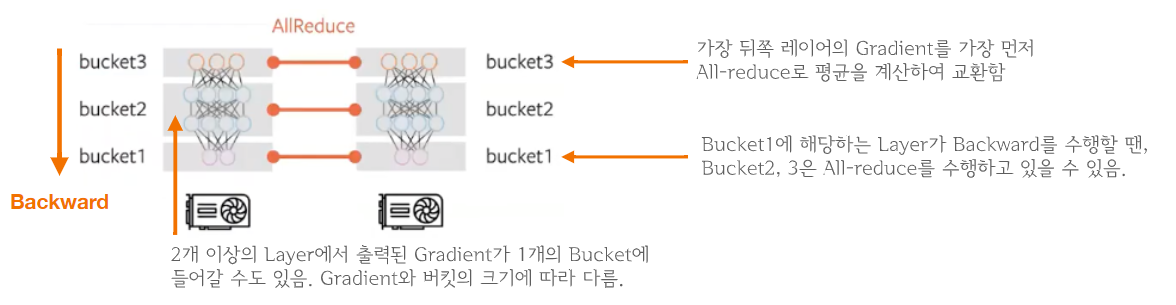 AllReduce
bucket3
bucket3
가장 뒤쪽 레이어의 Gradient를 가장 먼저
All-reduce로 평균을 계산하여 교환함
bucket2
bucket2
bucket1
bucket1
Bucket1에 해당하는 Layer가 Backward를 수행할 땐,
Bucket2, 3은 All-reduce를 수행하고 있을 수 있음.
Backward
2개 이상의 Layer에서 출력된 Gradient가 1개의 Bucket에
들어갈 수도 있음. Gradient와 버킷의 크기에 따라 다름.